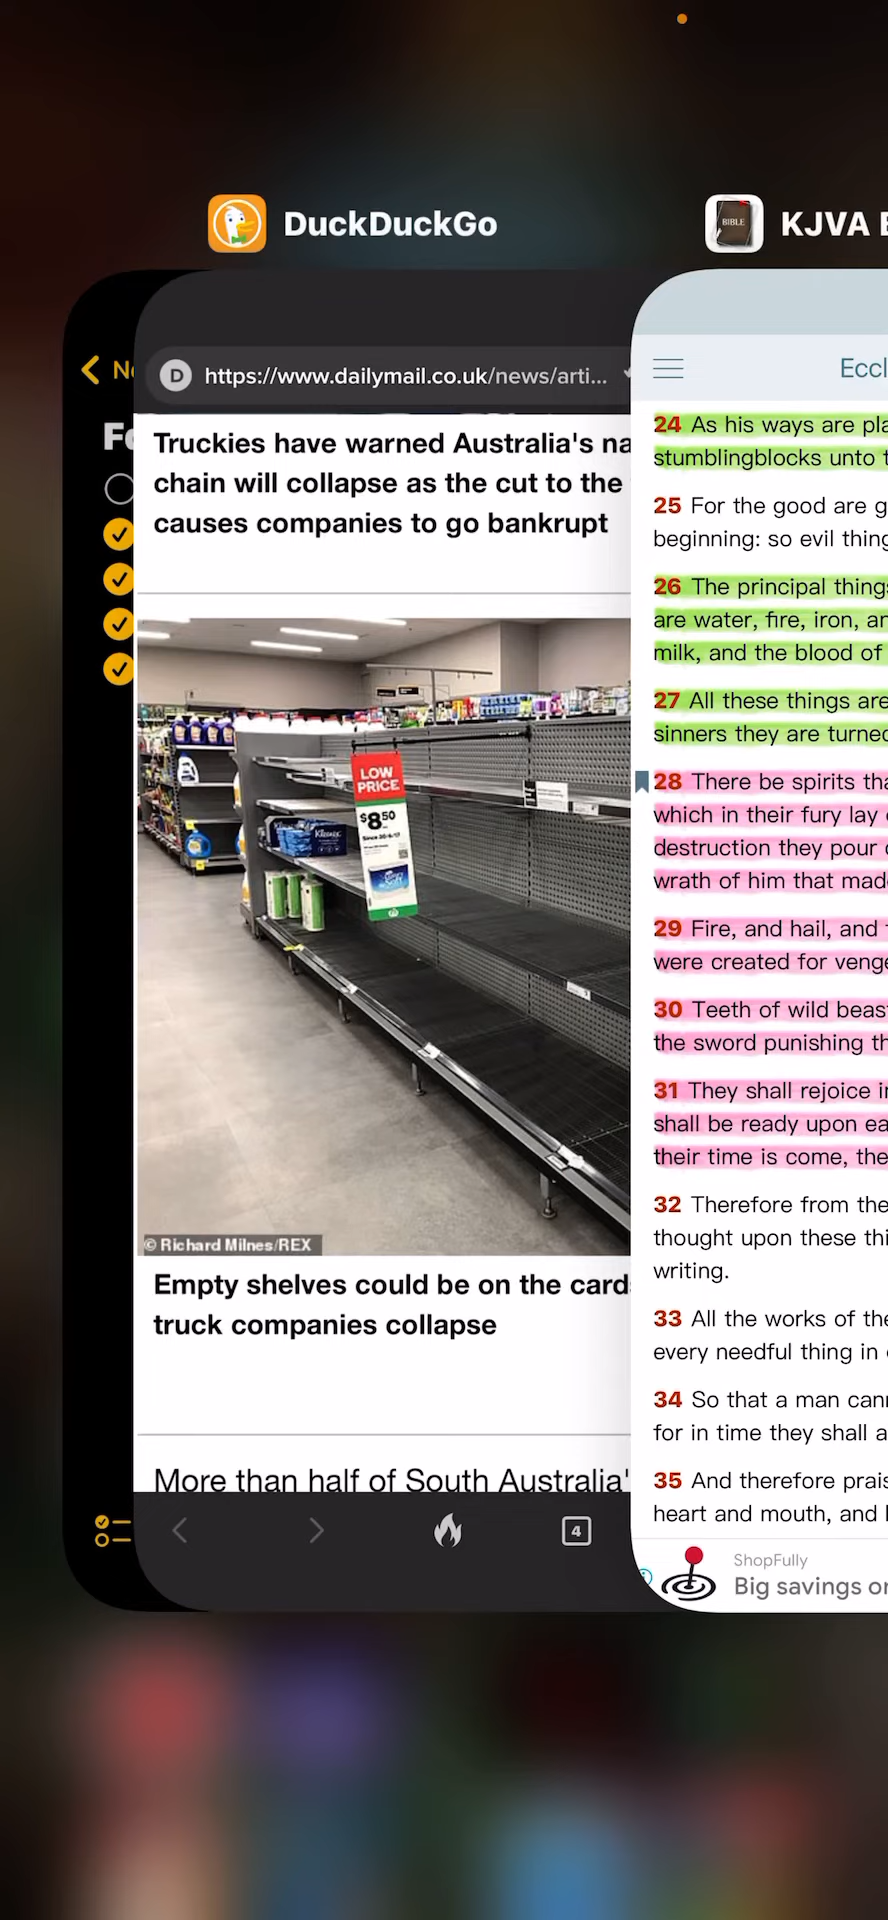 DuckDuckGo
KJVA
D
https://www.dailymail.co.uk/news/arti...
Truckies have warned Australia's na
chain will collapse as the cut to the
causes companies to go bankrupt
LOW
PRICE
$8.50
Kleenex
© Richard Milnes/REX
Empty shelves could be on the card
truck companies collapse
More than half of South Australia'
4
Eccl
24 As his ways are pla
stumblingblocks unto t
25 For the good are g
beginning: so evil thing
26 The principal things
are water, fire, iron, an
milk, and the blood of
27 All these things are
sinners they are turned
28 There be spirits tha
which in their fury lay
destruction they pour
wrath of him that made
29 Fire, and hail, and
were created for venge
30 Teeth of wild beas
the sword punishing th
31 They shall rejoice in
shall be ready upon ea
their time is come, the
32 Therefore from the
thought upon these thi
writing.
33 All the works of the
every needful thing in
34 So that a man cann
for in time they shall a
35 And therefore prais
heart and mouth, and
ShopFully
Big savings on
BIBLE